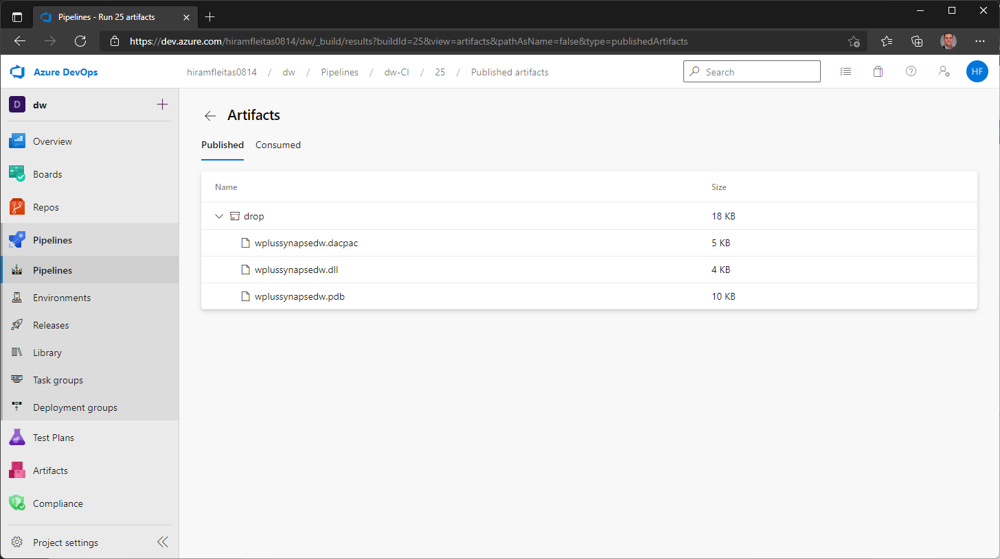 Pipelines - Run 25 artifacts
https://dev.azure.com/hiramfleitas0814/dw/_build/results?buildId=25&view=artifacts&pathAsName=false&type=publishedArtifacts
Azure DevOps
hiramfleitas0814 / dw / Pipelines / dw-CI / 25 / Published artifacts
Search
HF
D dw
Overview
Boards
Repos
Pipelines
Pipelines
Environments
Releases
Library
Task groups
Deployment groups
Test Plans
Artifacts
Compliance
Project settings
Artifacts
Published Consumed
Name Size
drop 18 KB
wplussynapsedw.dacpac 5 KB
wplussynapsedw.dll 4 KB
wplussynapsedw.pdb 10 KB